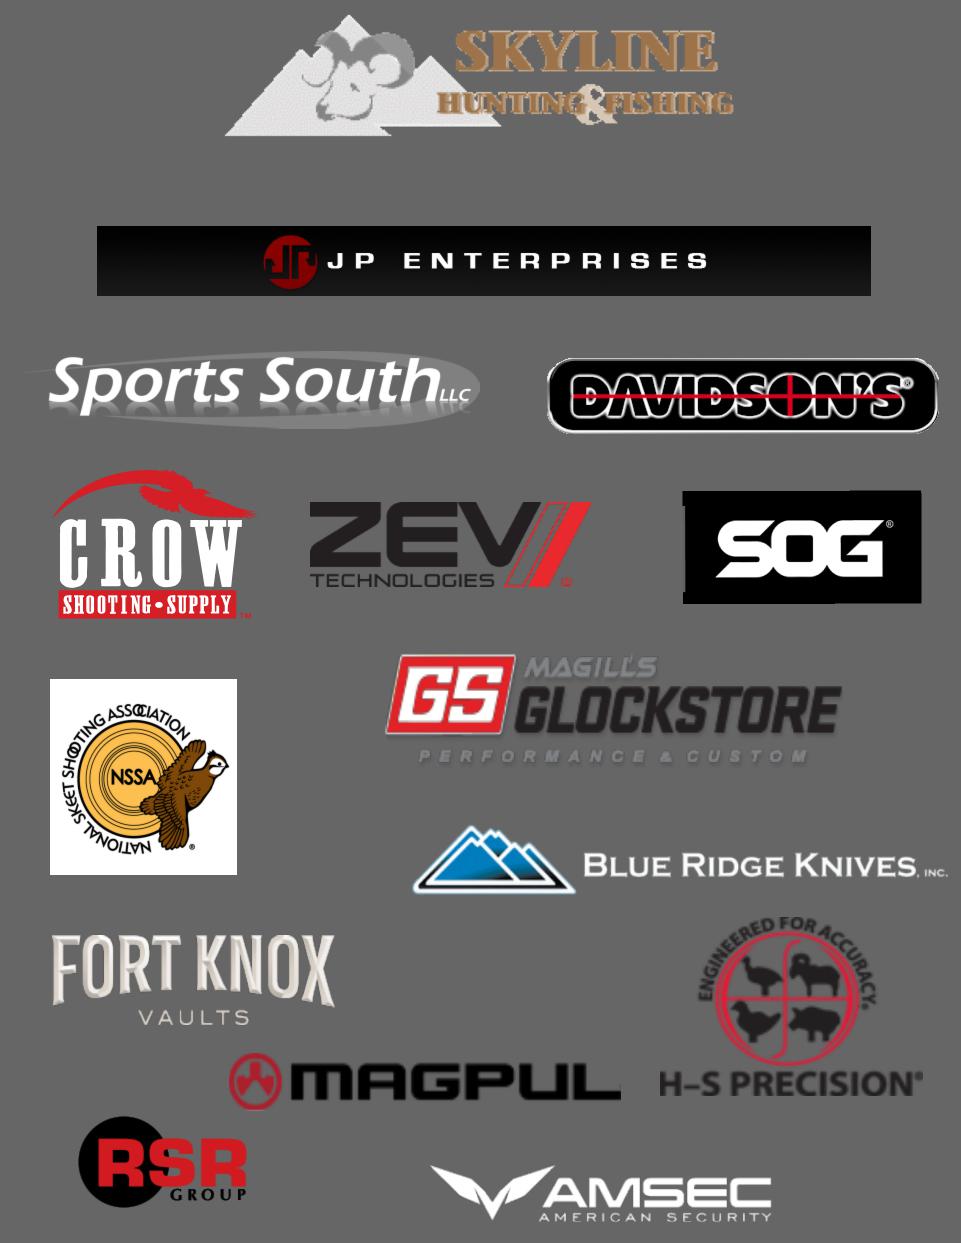 SKYLINE
HUNTING & FISHING
JP JP ENTERPRISES
Sports South LLC
DAVIDSON'S®
CROW
SHOOTING • SUPPLY ™
ZEV
TECHNOLOGIES ®
SOG®
NATIONAL SKEET SHOOTING ASSOCIATION
NSSA
®
GS MAGILL'S
GLOCKSTORE
PERFORMANCE & CUSTOM
BLUE RIDGE KNIVES, INC.
FORT KNOX
VAULTS
ENGINEERED FOR ACCURACY®
H-S PRECISION®
MAGPUL
RSR
GROUP
AMSEC
AMERICAN SECURITY